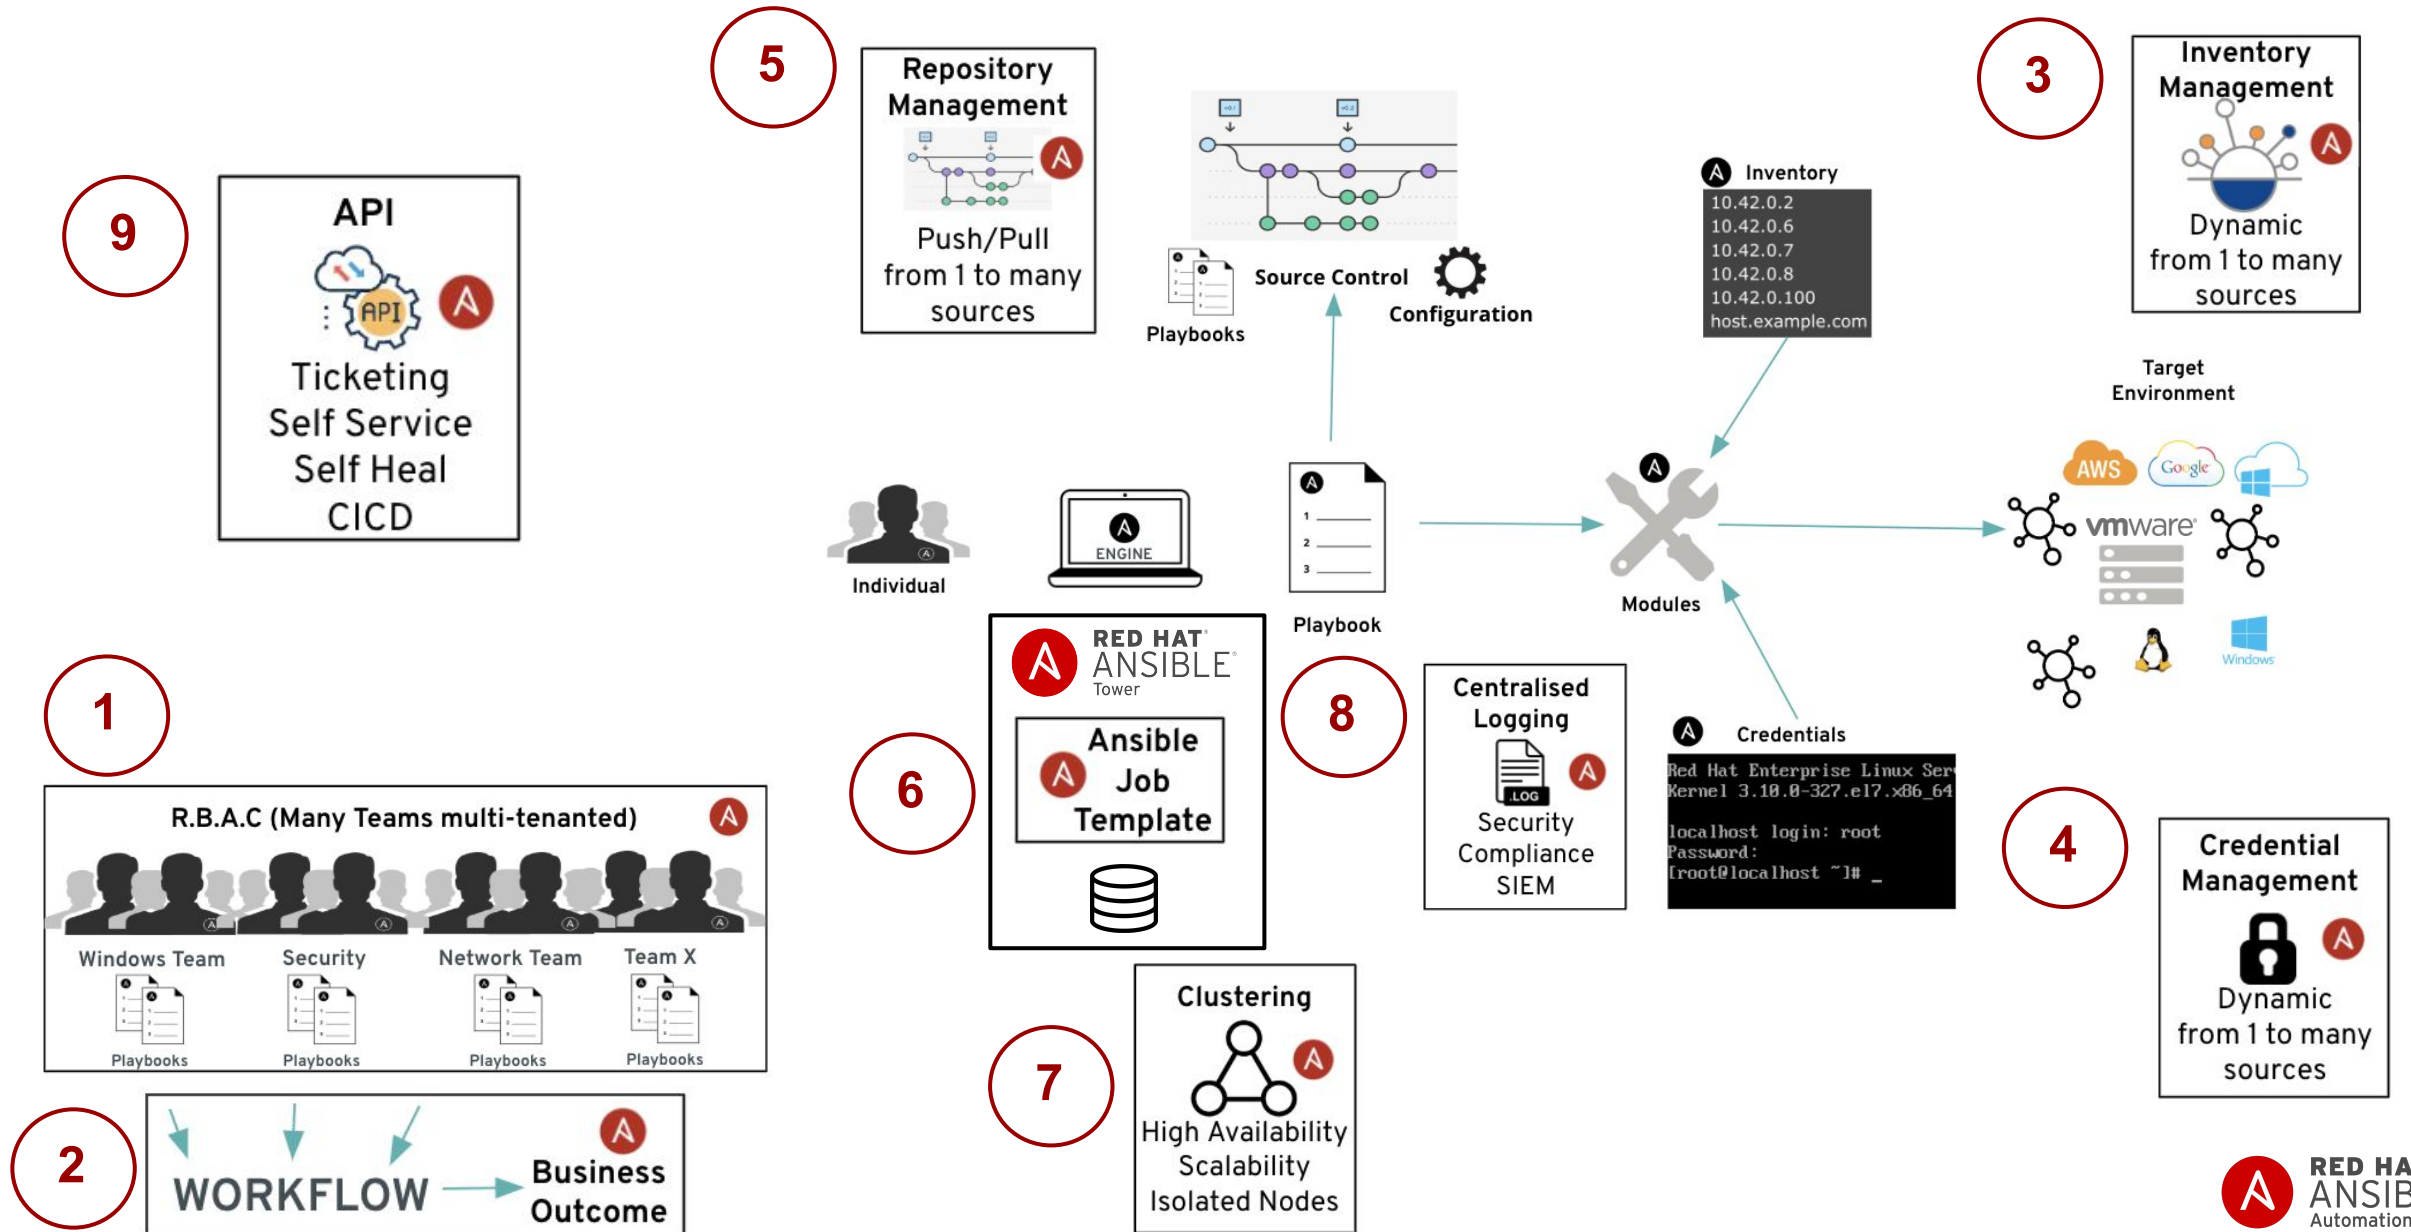 5
Repository
Management
Push/Pull
from 1 to many
sources
3
Inventory
Management
Dynamic
from 1 to many
sources
9
API
API
Ticketing
Self Service
Self Heal
CICD
Playbooks
Source Control
Configuration
Inventory
10.42.0.2
10.42.0.6
10.42.0.7
10.42.0.8
10.42.0.100
host.example.com
Target
Environment
AWS
Google
vmware
Windows
Individual
ENGINE
1
2
3
Playbook
Modules
RED HAT
ANSIBLE
Tower
6
Ansible
Job
Template
8
Centralised
Logging
.LOG
Security
Compliance
SIEM
Credentials
Red Hat Enterprise Linux Ser
Kernel 3.10.0-327.el7.x86_64
localhost login: root
Password:
[root@localhost ~]# _
4
Credential
Management
Dynamic
from 1 to many
sources
1
R.B.A.C (Many Teams multi-tenanted)
Windows Team
Security
Network Team
Team X
Playbooks
Playbooks
Playbooks
Playbooks
2
WORKFLOW
Business
Outcome
7
Clustering
High Availability
Scalability
Isolated Nodes
RED HA
ANSIB
Automation